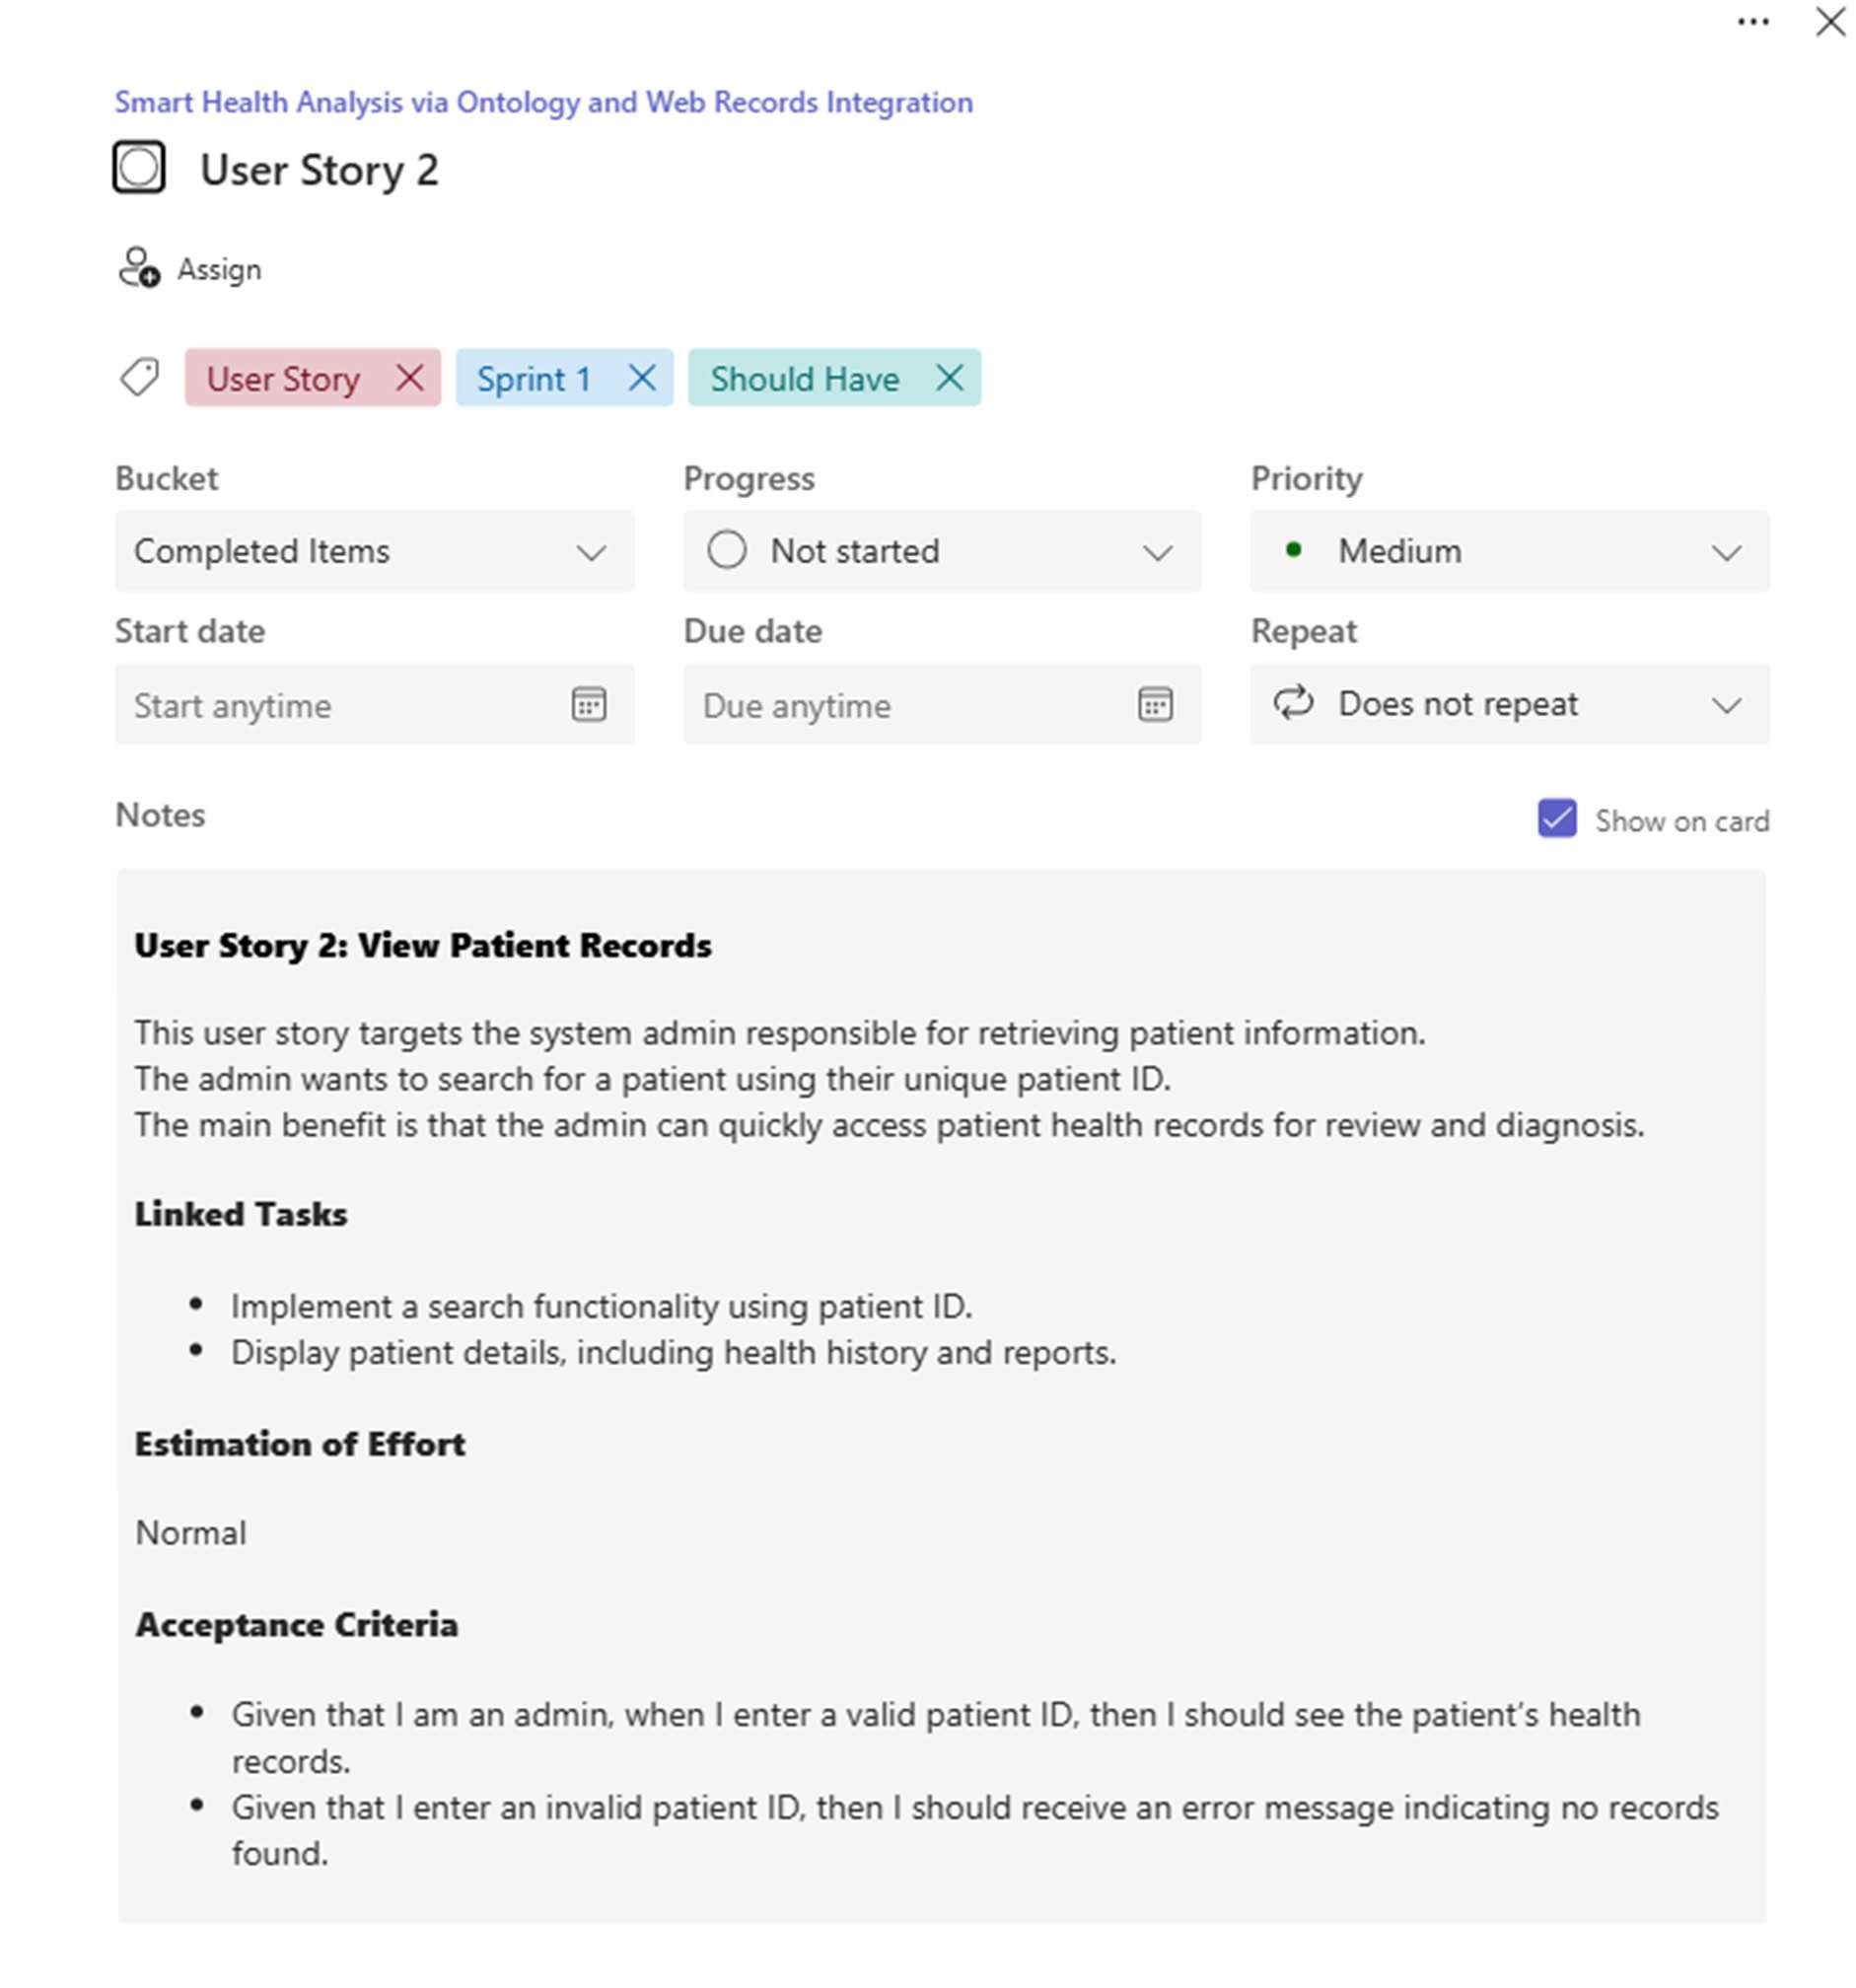 Smart Health Analysis via Ontology and Web Records Integration
User Story 2
Assign
User Story
Sprint 1
Should Have
Bucket
Progress
Priority
Completed Items
Not started
Medium
Start date
Due date
Repeat
Start anytime
Due anytime
Does not repeat
Notes
Show on card
User Story 2: View Patient Records
This user story targets the system admin responsible for retrieving patient information.
The admin wants to search for a patient using their unique patient ID.
The main benefit is that the admin can quickly access patient health records for review and diagnosis.
Linked Tasks
• Implement a search functionality using patient ID.
• Display patient details, including health history and reports.
Estimation of Effort
Normal
Acceptance Criteria
• Given that I am an admin, when I enter a valid patient ID, then I should see the patient’s health
records.
• Given that I enter an invalid patient ID, then I should receive an error message indicating no records
found.